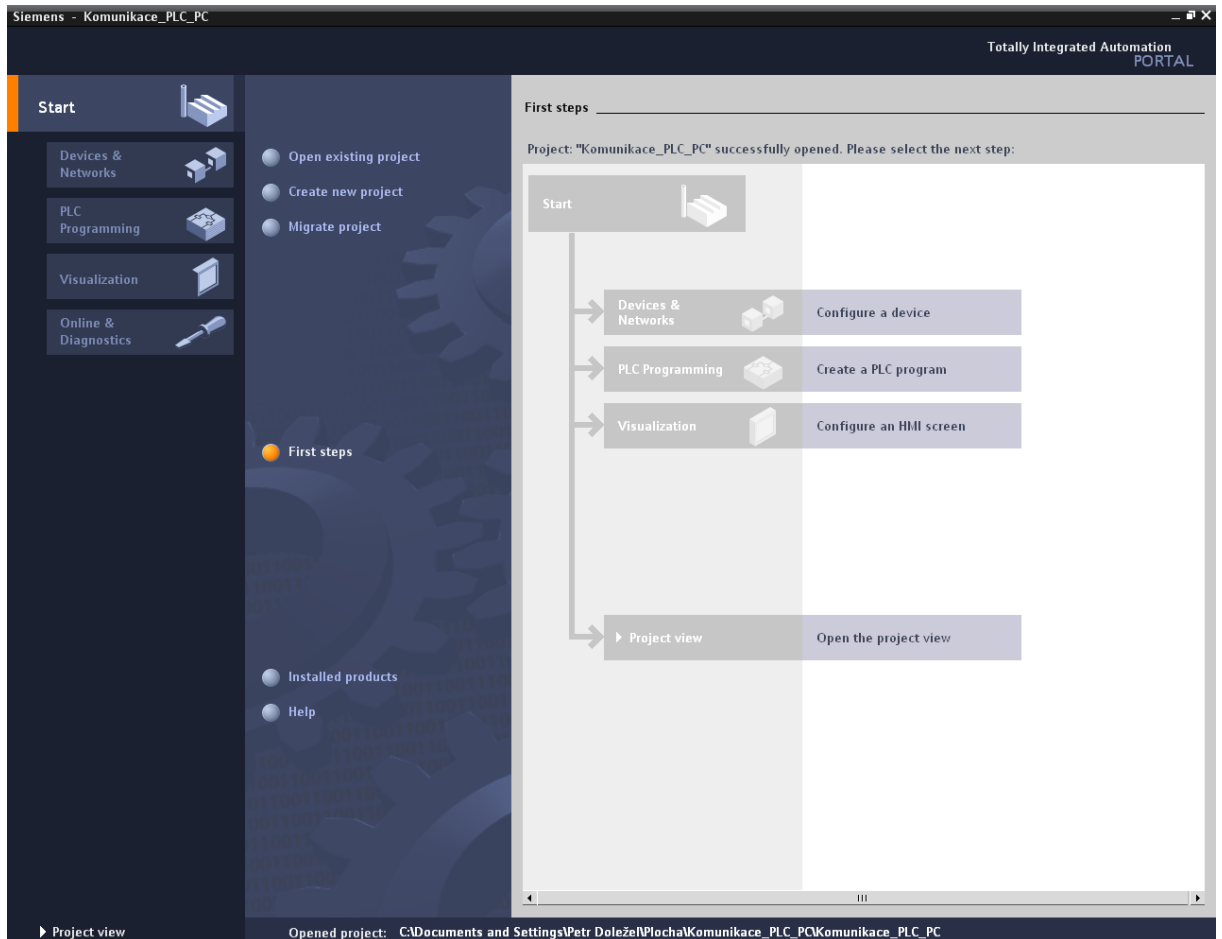 Siemens - Komunikace_PLC_PC
Totally Integrated Automation
PORTAL
Start
Devices &
Networks
PLC
Programming
Visualization
Online &
Diagnostics
Project view
Open existing project
Create new project
Migrate project
First steps
Installed products
Help
First steps
Project: "Komunikace_PLC_PC" successfully opened. Please select the next step:
Start
Devices &
Networks
Configure a device
PLC Programming
Create a PLC program
Visualization
Configure an HMI screen
Project view
Open the project view
Opened project: C:\Documents and Settings\Petr Doležel\Plocha\Komunikace_PLC_PC\Komunikace_PLC_PC